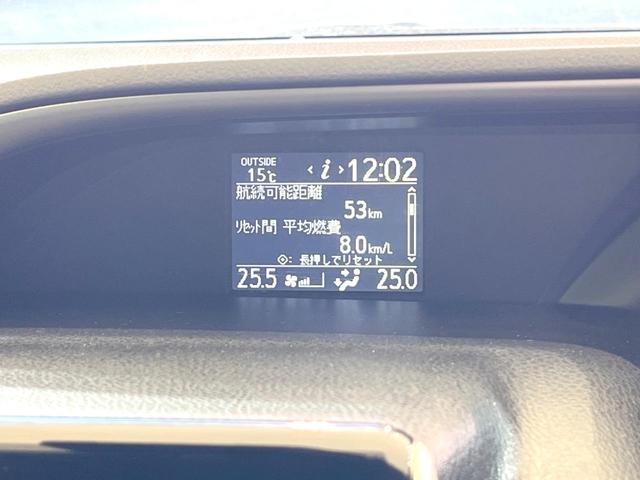 OUTSIDE
15℃ ‹ i › 12:02
航続可能距離
53km
リセット間 平均燃費
8.0km/L
◎: 長押しでリセット
25.5 25.0